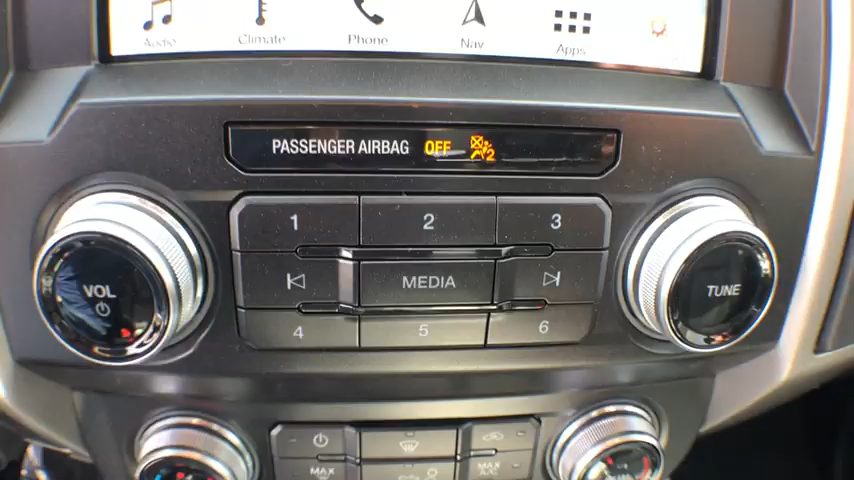 Audio Climate Phone Nav Apps
PASSENGER AIRBAG OFF 2
1 2 3
VOL MEDIA TUNE
4 5 6
MAX MAX
A/C